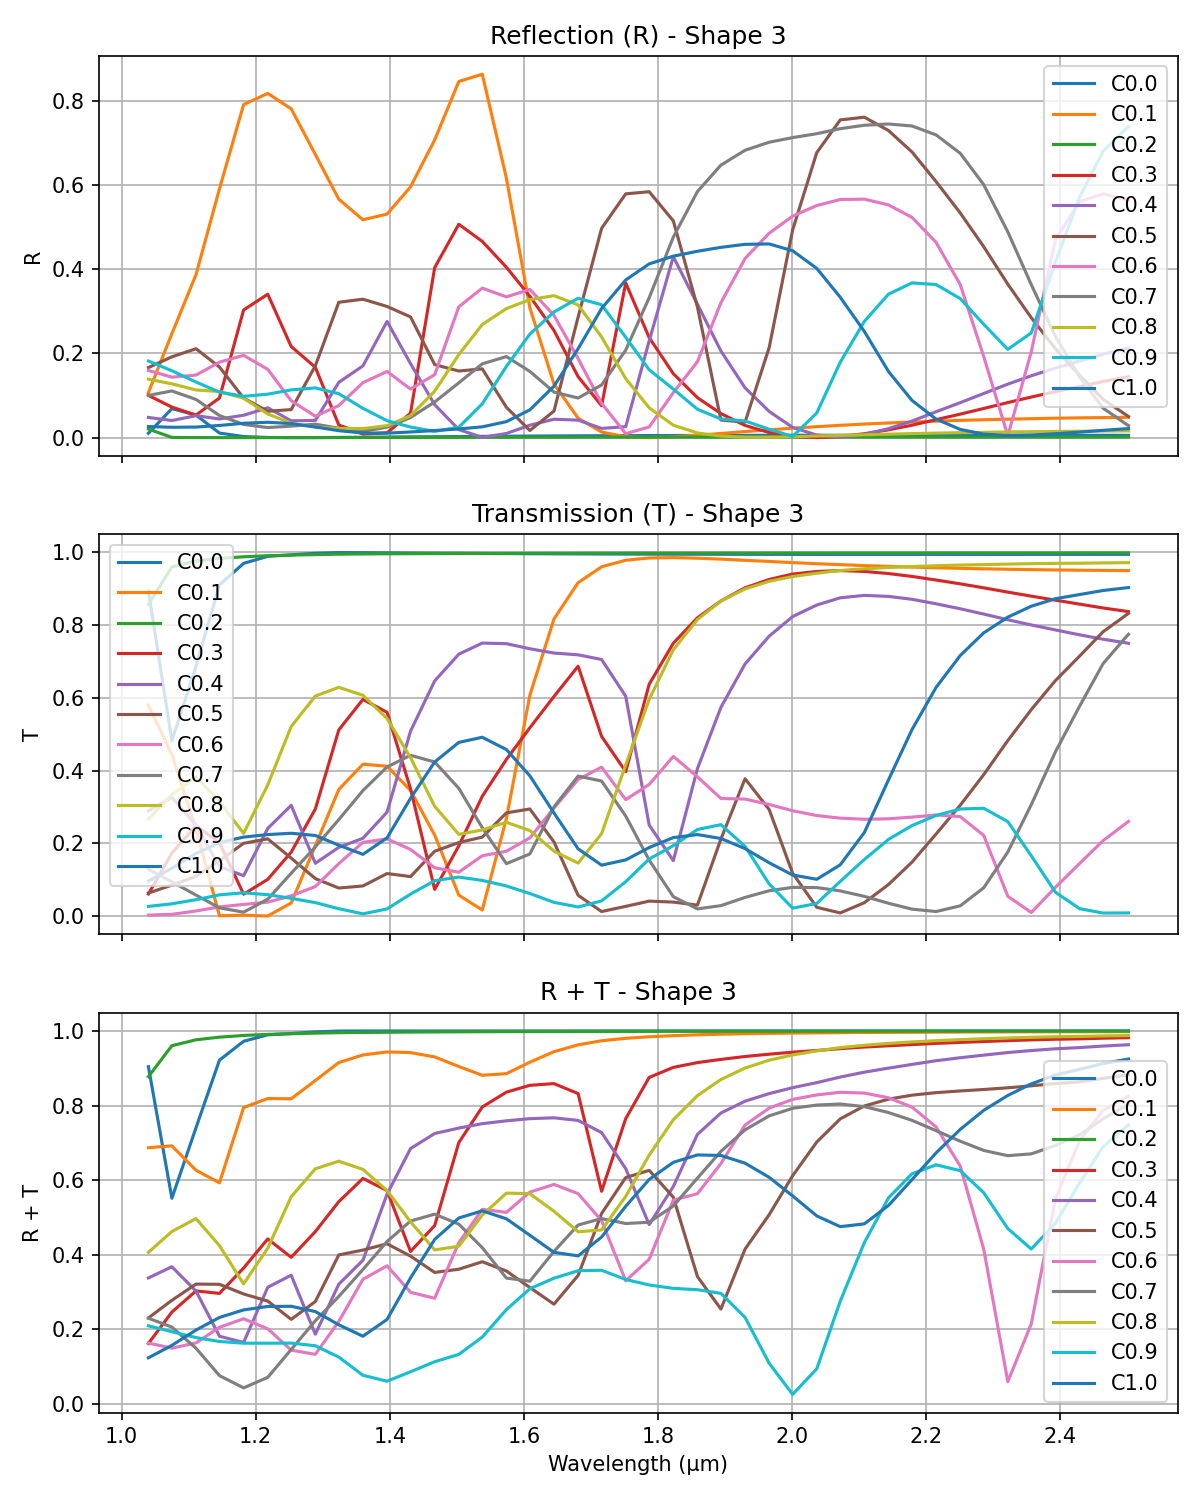 Reflection (R) - Shape 3
0.8
0.6
0.4
0.2
0.0
R
C0.0
C0.1
C0.2
C0.3
C0.4
C0.5
C0.6
C0.7
C0.8
C0.9
C1.0
Transmission (T) - Shape 3
1.0
0.8
0.6
0.4
0.2
0.0
T
C0.0
C0.1
C0.2
C0.3
C0.4
C0.5
C0.6
C0.7
C0.8
C0.9
C1.0
R + T - Shape 3
1.0
0.8
0.6
0.4
0.2
0.0
R + T
C0.0
C0.1
C0.2
C0.3
C0.4
C0.5
C0.6
C0.7
C0.8
C0.9
C1.0
1.0 1.2 1.4 1.6 1.8 2.0 2.2 2.4
Wavelength (μm)